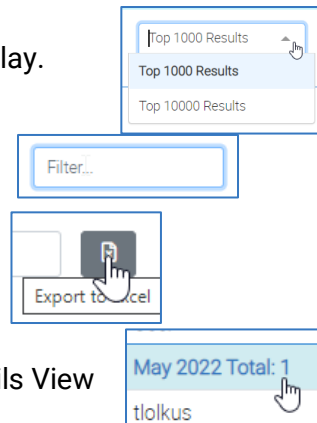 Top 1000 Results
lay.
Top 1000 Results
Top 10000 Results
Filter...
Export to Excel
May 2022 Total: 1
ils View
tlolkus